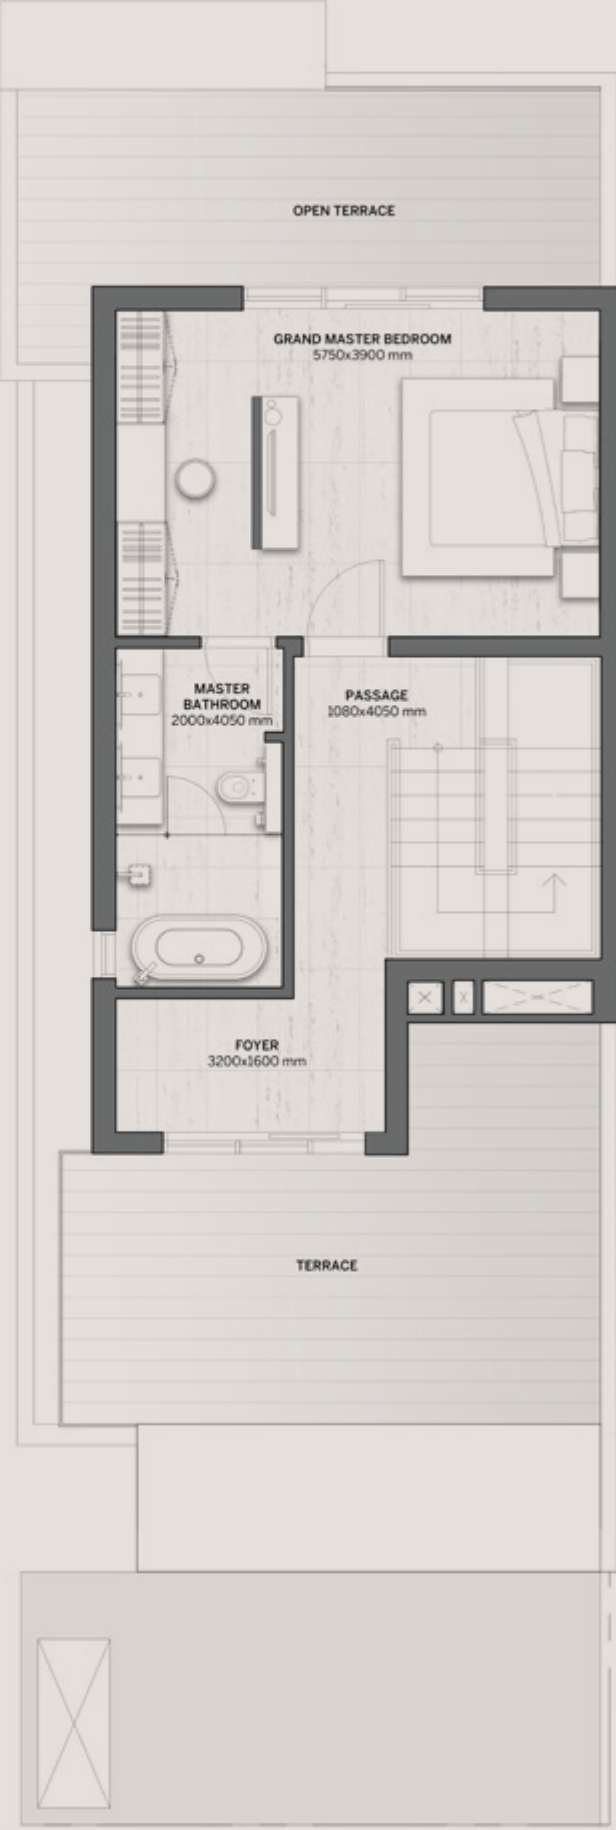 OPEN TERRACE
GRAND MASTER BEDROOM
5750x3900 mm
MASTER
BATHROOM
2000x4050 mm
PASSAGE
1080x4050 mm
FOYER
3200x1600 mm
TERRACE